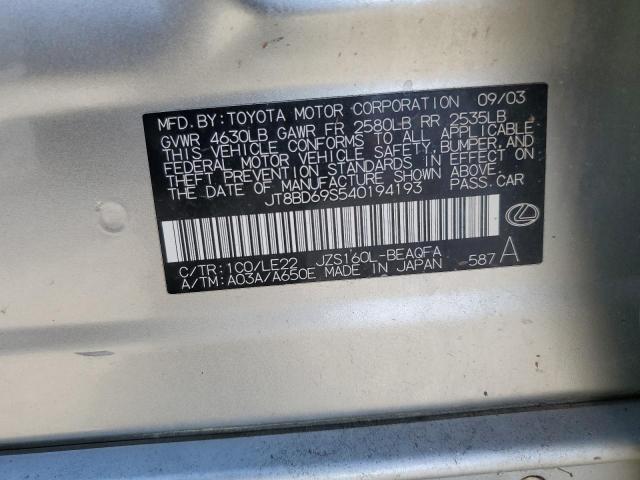 MFD. BY: TOYOTA MOTOR CORPORATION 09/03
GVWR 4630LB GAWR FR 2580LB RR 2535LB
THIS VEHICLE CONFORMS TO ALL APPLICABLE
FEDERAL MOTOR VEHICLE SAFETY, BUMPER, AND
THEFT PREVENTION STANDARDS IN EFFECT ON
THE DATE OF MANUFACTURE SHOWN ABOVE.
JT8BD69S540194193 PASS. CAR
C/TR: 1C0/LE22 JZS160L-BEAQFA
A/TM: A03A/A650E MADE IN JAPAN 587 A